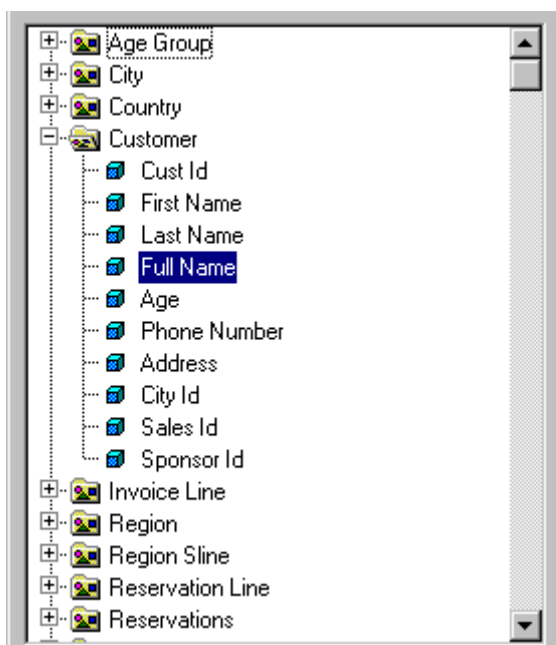 Age Group
City
Country
Customer
Cust Id
First Name
Last Name
Full Name
Age
Phone Number
Address
City Id
Sales Id
Sponsor Id
Invoice Line
Region
Region Sline
Reservation Line
Reservations